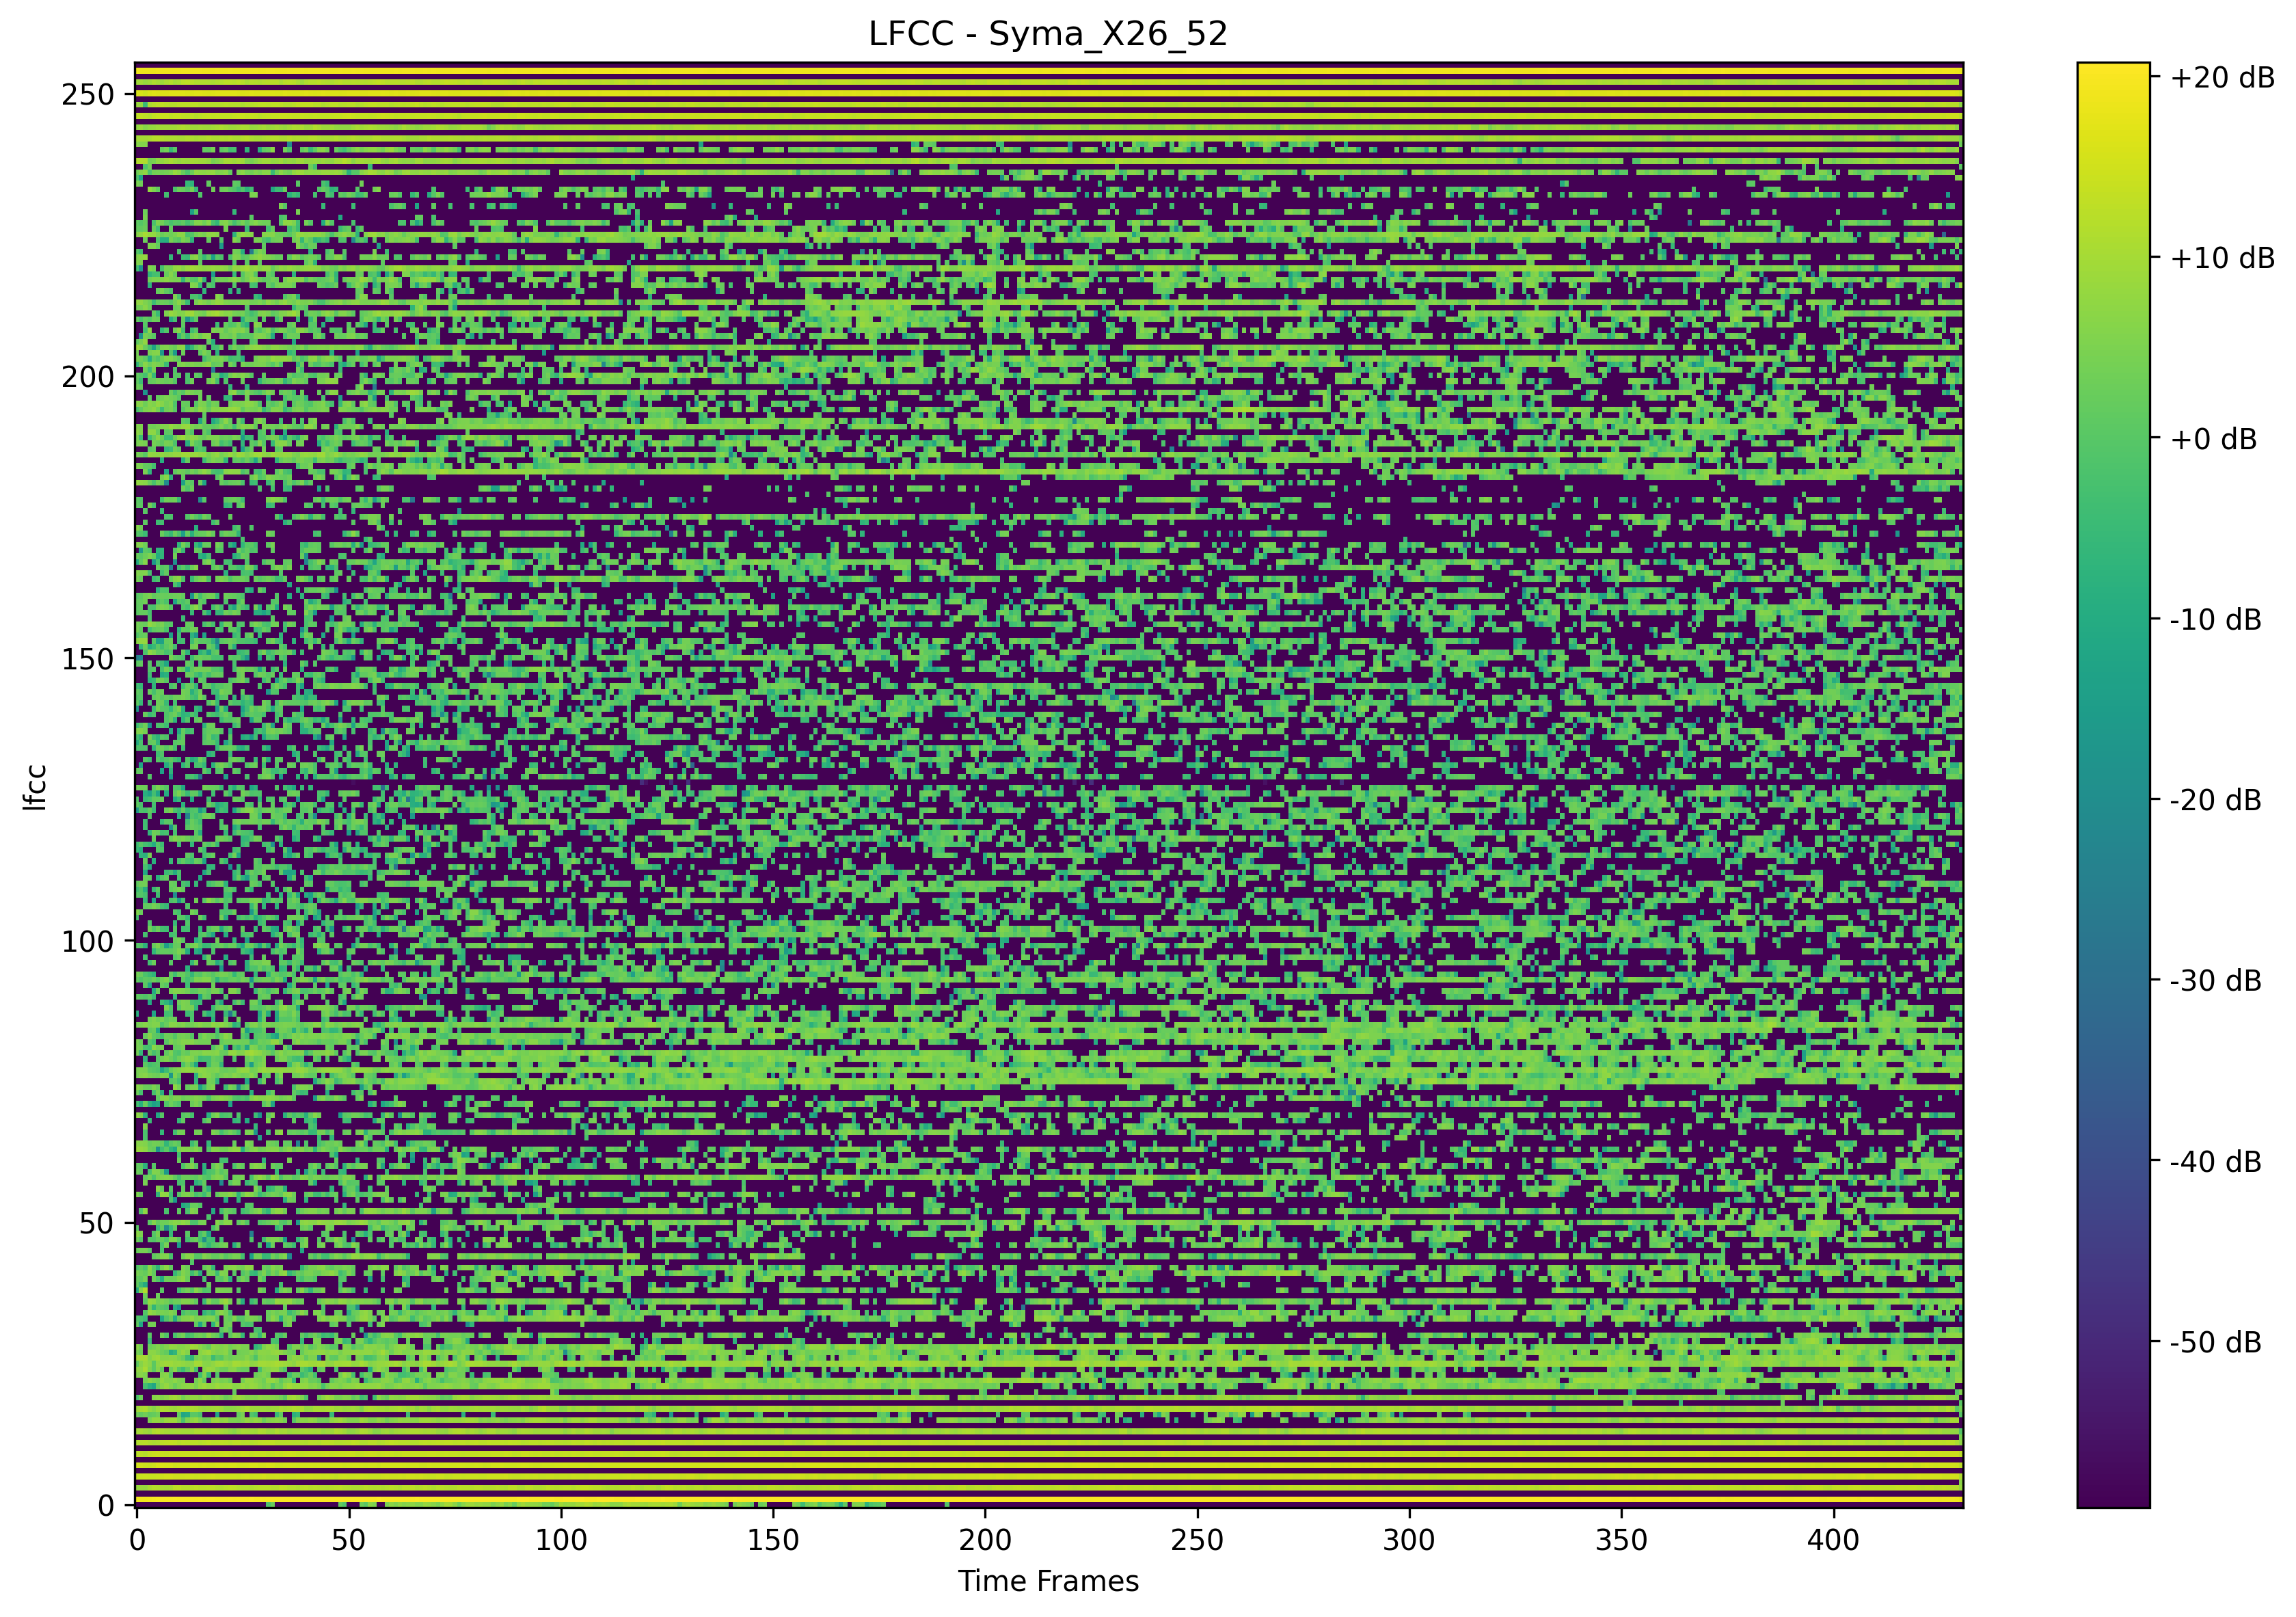 LFCC - Syma_X26_52
250
200
150
100
50
0
lfcc
0 50 100 150 200 250 300 350 400
Time Frames
+20 dB
+10 dB
+0 dB
-10 dB
-20 dB
-30 dB
-40 dB
-50 dB